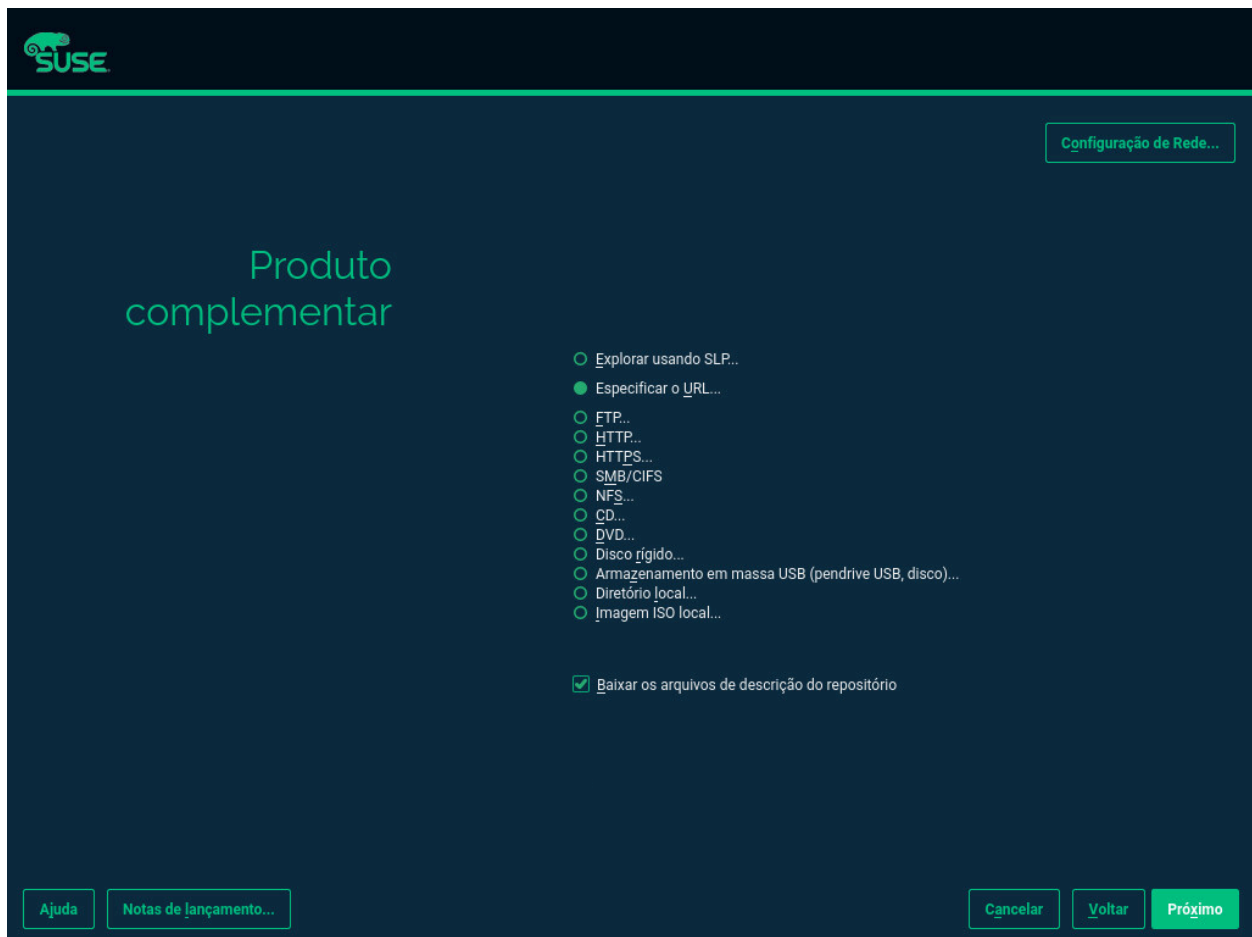 SUSE
Configuração de Rede...
Produto
complementar
Explorar usando SLP...
Especificar o URL...
FTP...
HTTP...
HTTPS...
SMB/CIFS
NFS...
CD...
DVD...
Disco rígido...
Armazenamento em massa USB (pendrive USB, disco)...
Diretório local...
Imagem ISO local...
Baixar os arquivos de descrição do repositório
Ajuda
Notas de lançamento...
Cancelar
Voltar
Próximo